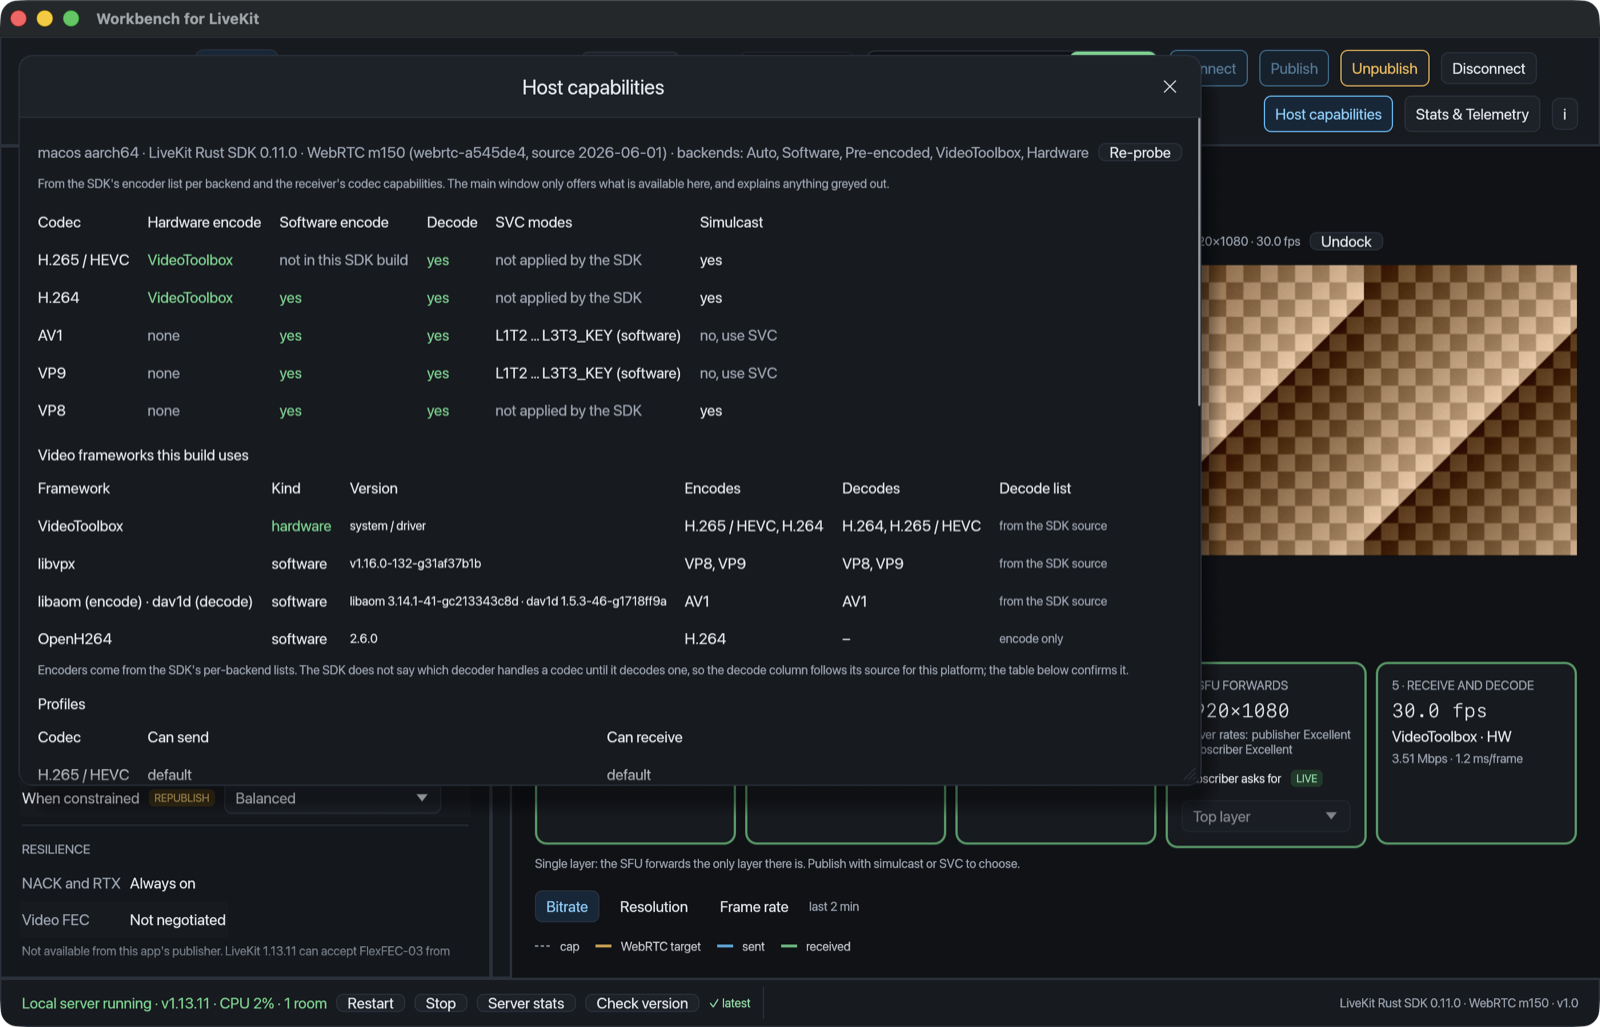 Workbench for LiveKit
nnect
Publish
Unpublish
Disconnect
Host capabilities
Stats & Telemetry
i
Host capabilities
macos aarch64 · LiveKit Rust SDK 0.11.0 · WebRTC m150 (webrtc-a545de4, source 2026-06-01) · backends: Auto, Software, Pre-encoded, VideoToolbox, Hardware
Re-probe
From the SDK's encoder list per backend and the receiver's codec capabilities. The main window only offers what is available here, and explains anything greyed out.
Codec Hardware encode Software encode Decode SVC modes Simulcast
H.265 / HEVC VideoToolbox not in this SDK build yes not applied by the SDK yes
H.264 VideoToolbox yes yes not applied by the SDK yes
AV1 none yes yes L1T2 ... L3T3_KEY (software) no, use SVC
VP9 none yes yes L1T2 ... L3T3_KEY (software) no, use SVC
VP8 none yes yes not applied by the SDK yes
Video frameworks this build uses
Framework Kind Version Encodes Decodes Decode list
VideoToolbox hardware system / driver H.265 / HEVC, H.264 H.264, H.265 / HEVC from the SDK source
libvpx software v1.16.0-132-g31af37b1b VP8, VP9 VP8, VP9 from the SDK source
libaom (encode) · dav1d (decode) software libaom 3.14.1-41-gc213343c8d · dav1d 1.5.3-46-g1718ff9a AV1 AV1 from the SDK source
OpenH264 software 2.6.0 H.264 – encode only
Encoders come from the SDK's per-backend lists. The SDK does not say which decoder handles a codec until it decodes one, so the decode column follows its source for this platform; the table below confirms it.
Profiles
Codec Can send Can receive
H.265 / HEVC default default
20×1080 · 30.0 fps
Undock
SFU FORWARDS
920×1080
ver rates: publisher Excellent
bscriber Excellent
bscriber asks for LIVE
Top layer
5 · RECEIVE AND DECODE
30.0 fps
VideoToolbox · HW
3.51 Mbps · 1.2 ms/frame
When constrained REPUBLISH Balanced
RESILIENCE
NACK and RTX Always on
Video FEC Not negotiated
Not available from this app's publisher. LiveKit 1.13.11 can accept FlexFEC-03 from
Single layer: the SFU forwards the only layer there is. Publish with simulcast or SVC to choose.
Bitrate Resolution Frame rate last 2 min
cap WebRTC target sent received
Local server running · v1.13.11 · CPU 2% · 1 room
Restart
Stop
Server stats
Check version
✓ latest
LiveKit Rust SDK 0.11.0 · WebRTC m150 · v1.0